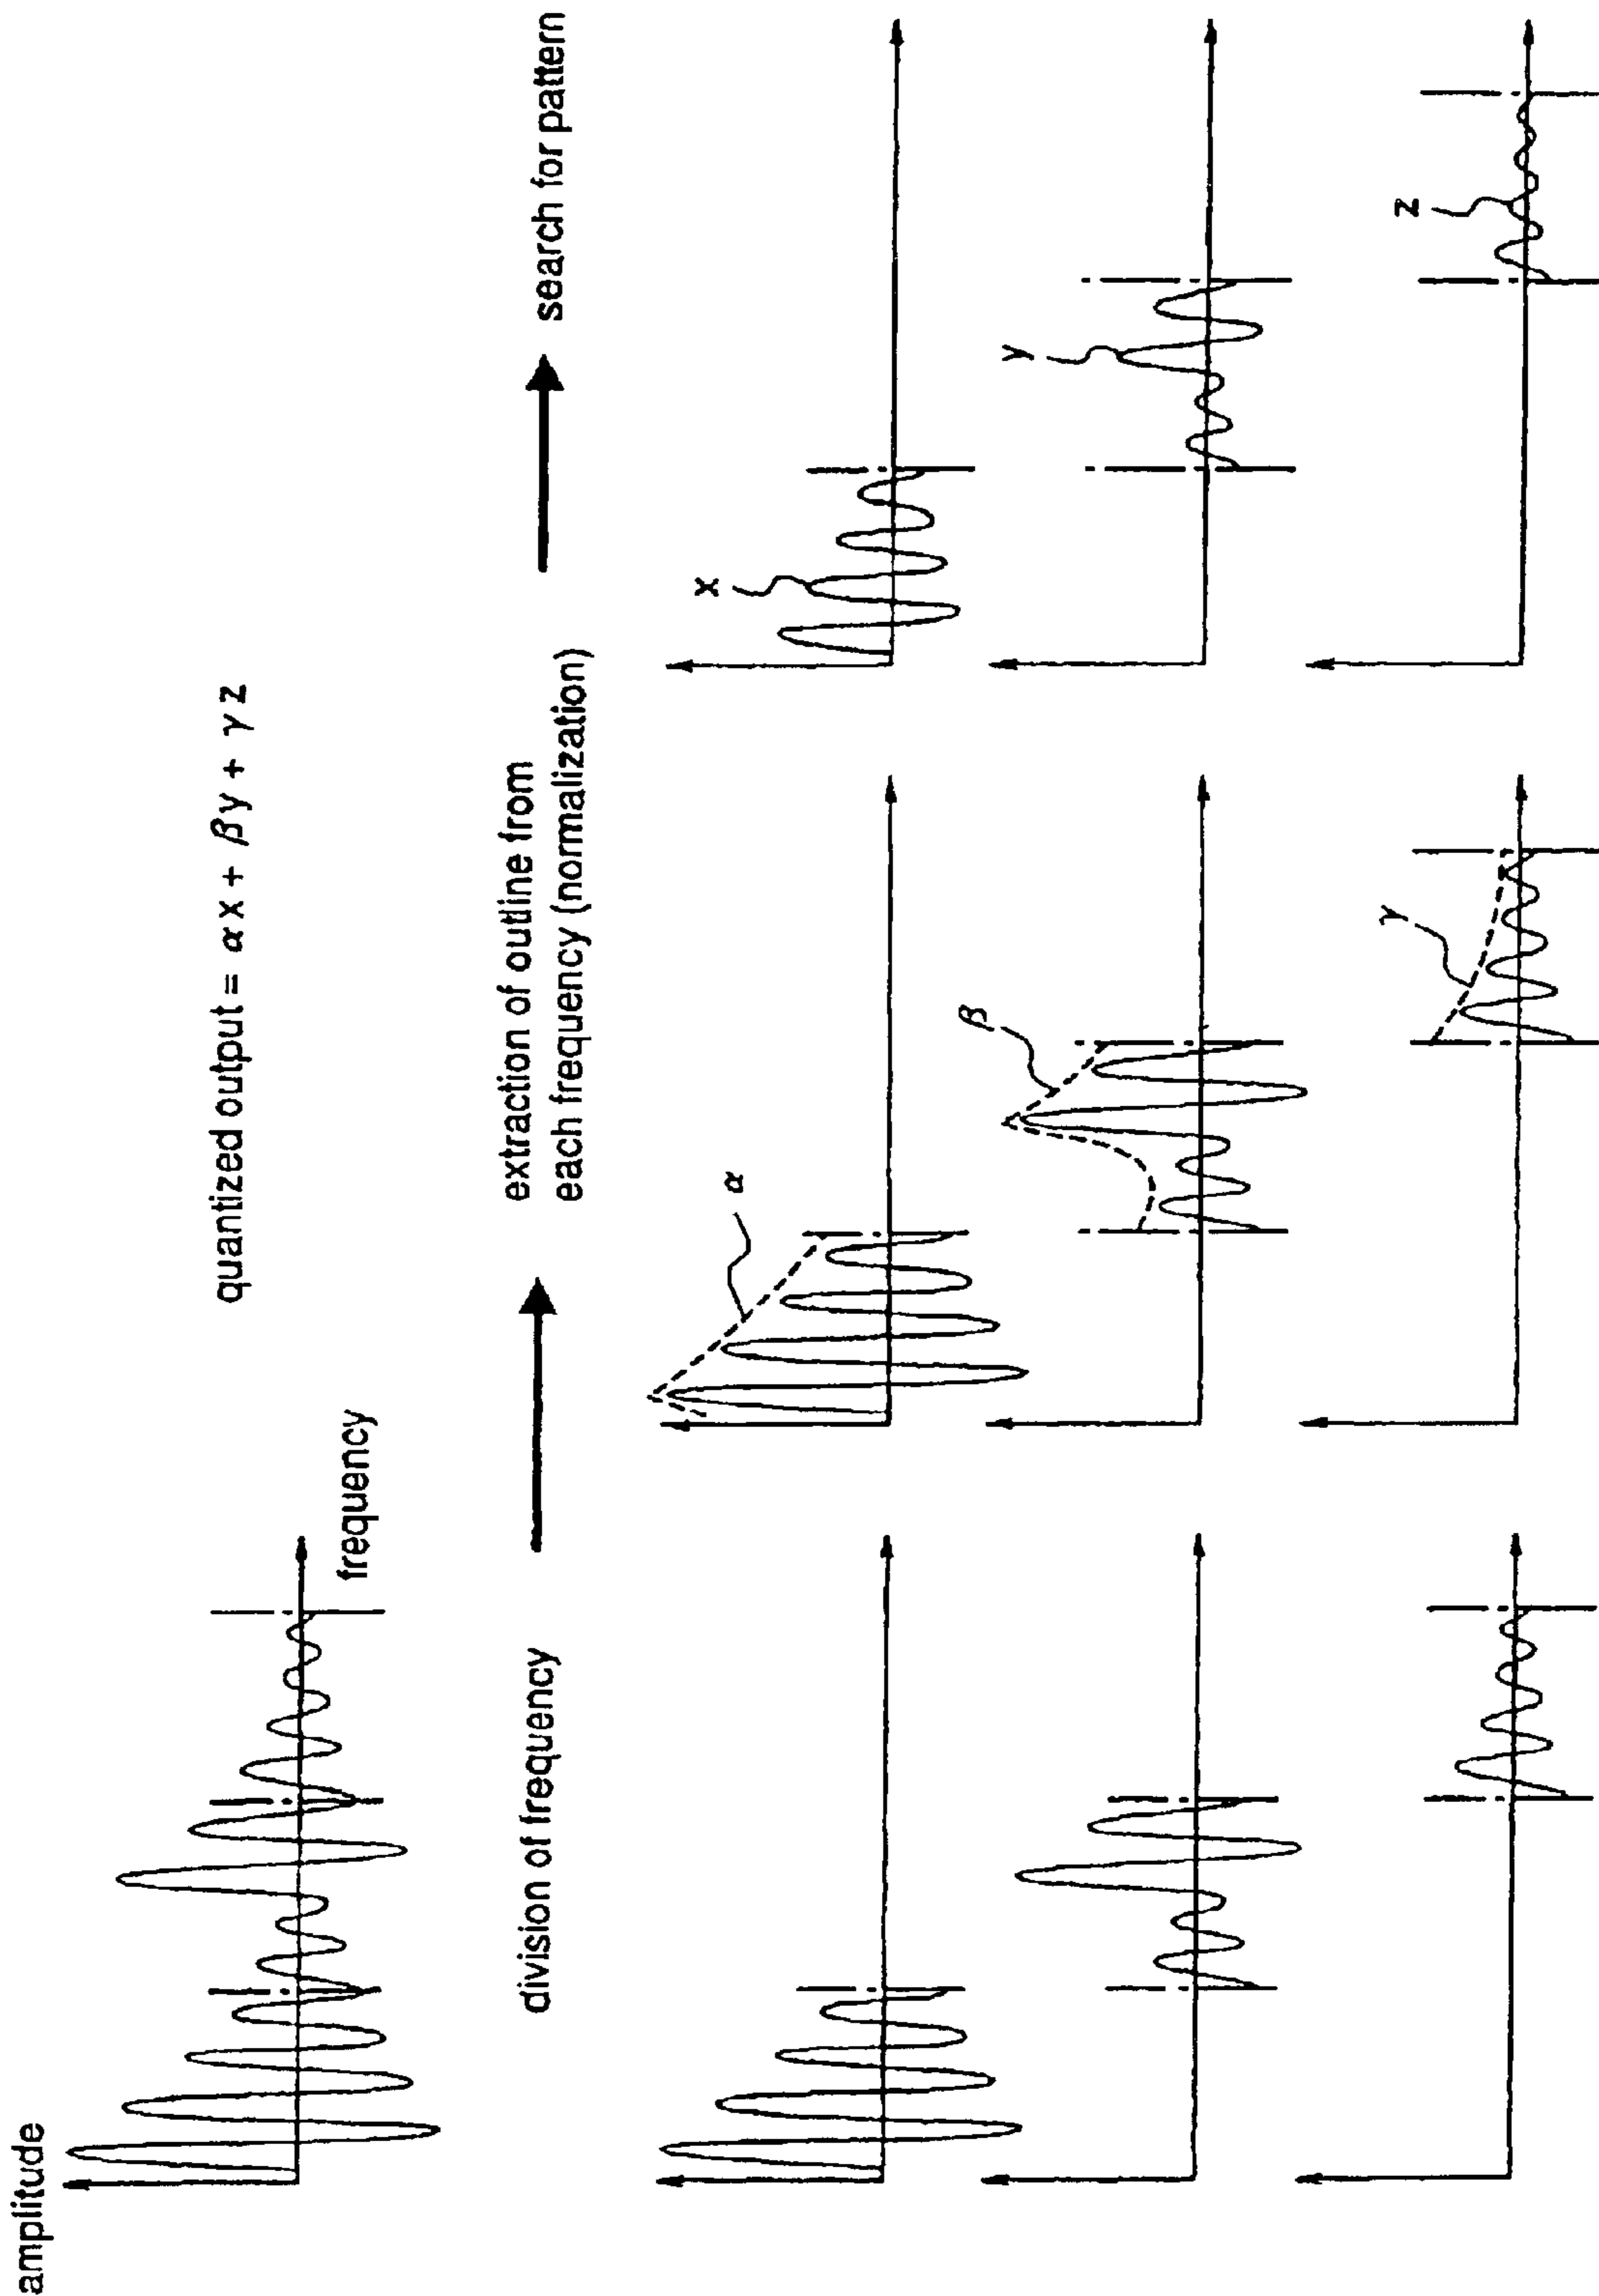 amplitude
frequency
quantized output = αx + βy + γz
division of frequency
extraction of outline from
each frequency (normalization)
search for pattern
α
x
β
y
γ
z